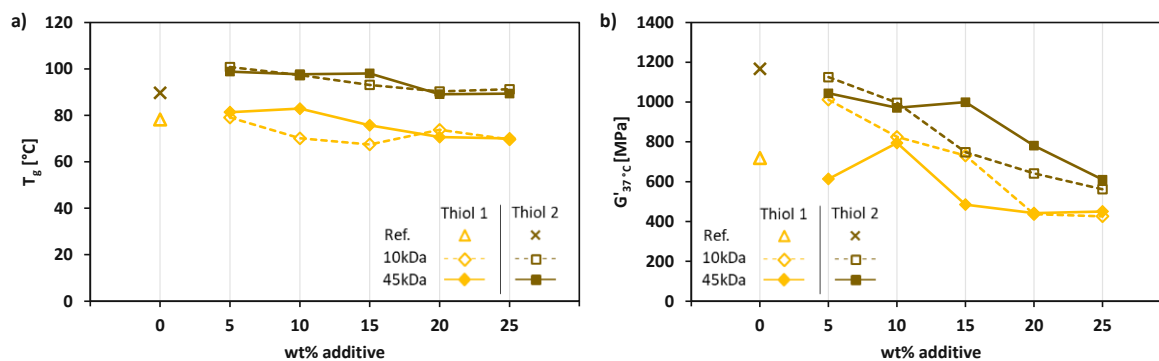 a)
120
100
80
60
40
20
0
Tg [°C]
Thiol 1 Thiol 2
Ref.
10kDa
45kDa
0 5 10 15 20 25
wt% additive
b)
1400
1200
1000
800
600
400
200
0
G'37 °C [MPa]
Thiol 1 Thiol 2
Ref.
10kDa
45kDa
0 5 10 15 20 25
wt% additive